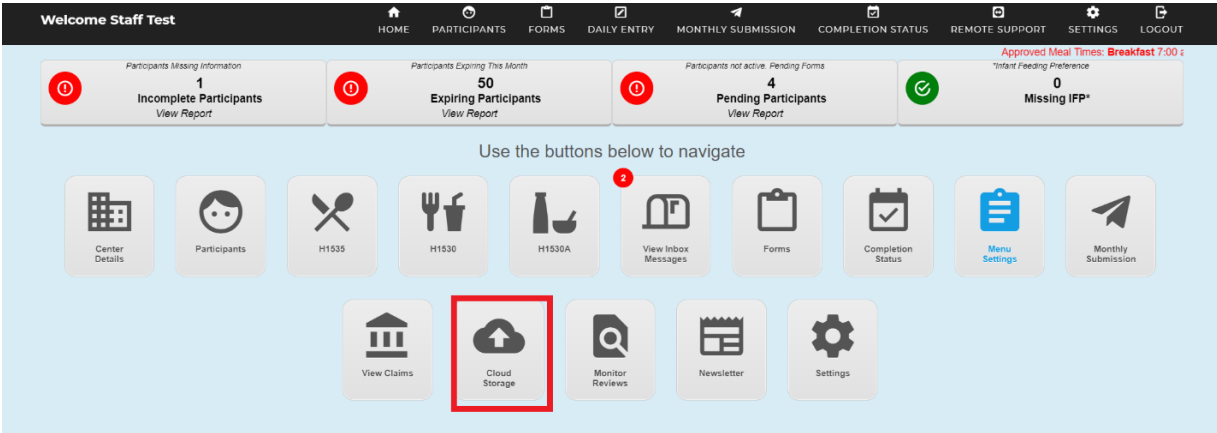 Welcome Staff Test
HOME PARTICIPANTS FORMS DAILY ENTRY MONTHLY SUBMISSION COMPLETION STATUS REMOTE SUPPORT SETTINGS LOGOUT
Approved Meal Times: Breakfast 7:00
Participants Missing Information
1
Incomplete Participants
View Report
Participants Expiring This Month
50
Expiring Participants
View Report
Participants not active. Pending Forms
4
Pending Participants
View Report
*Infant Feeding Preference
0
Missing IFP*
Use the buttons below to navigate
Center
Details
Participants
H1535
H1530
H1530A
2
View Inbox
Messages
Forms
Completion
Status
Menu
Settings
Monthly
Submission
View Claims
Cloud
Storage
Monitor
Reviews
Newsletter
Settings